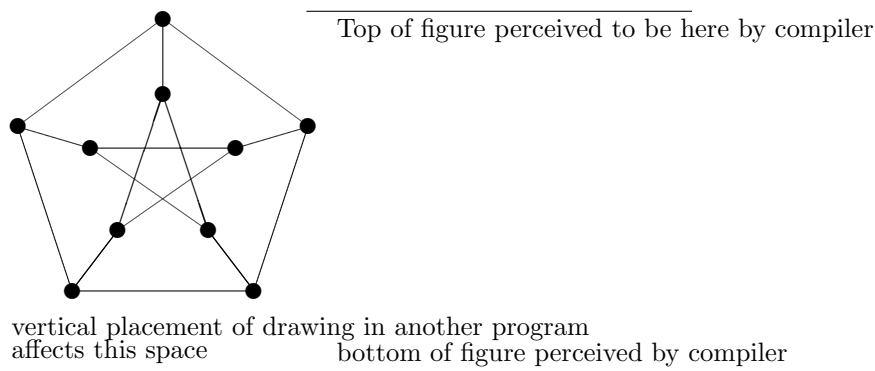 Top of figure perceived to be here by compiler
vertical placement of drawing in another program
affects this space
bottom of figure perceived by compiler